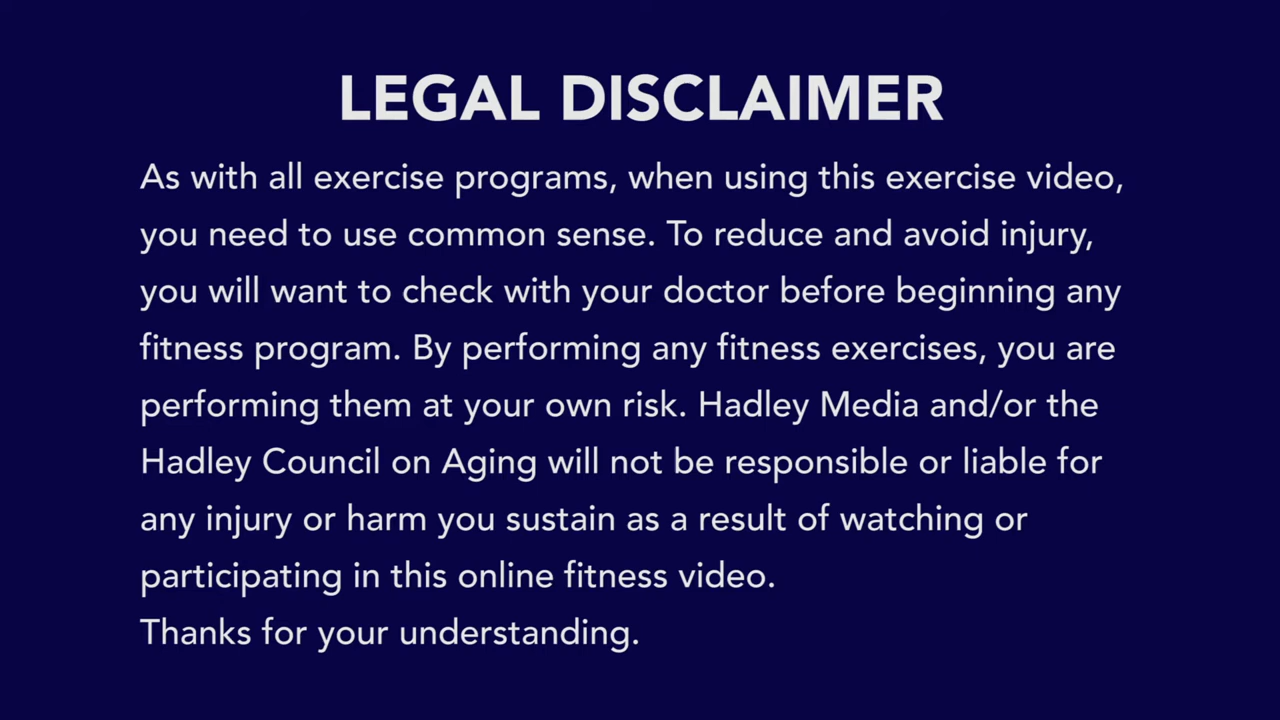 LEGAL DISCLAIMER
As with all exercise programs, when using this exercise video,
you need to use common sense. To reduce and avoid injury,
you will want to check with your doctor before beginning any
fitness program. By performing any fitness exercises, you are
performing them at your own risk. Hadley Media and/or the
Hadley Council on Aging will not be responsible or liable for
any injury or harm you sustain as a result of watching or
participating in this online fitness video.
Thanks for your understanding.